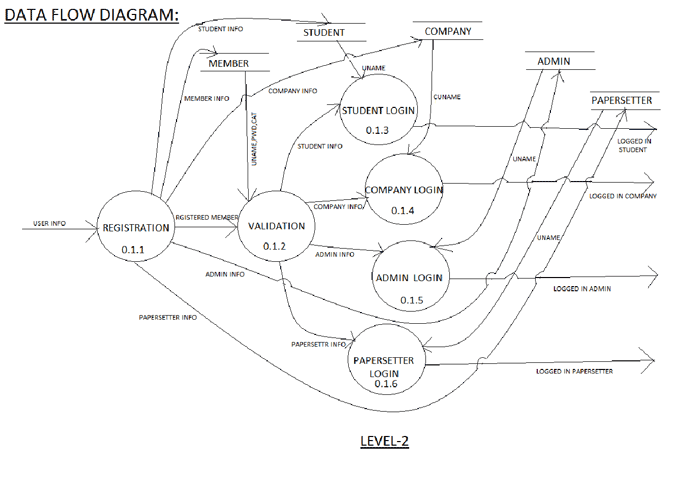 DATA FLOW DIAGRAM:
STUDENT INFO
STUDENT
COMPANY
MEMBER
ADMIN
UNAME
MEMBER INFO
COMPANY INFO
CUNAME
PAPERSETTER
STUDENT LOGIN
0.1.3
UNAME,PWD,CAT
STUDENT INFO
LOGGED IN
STUDENT
UNAME
COMPANY LOGIN
0.1.4
LOGGED IN COMPANY
COMPANY INFO
USER INFO
REGISTRATION
0.1.1
RGISTERED MEMBER
VALIDATION
0.1.2
UNAME
ADMIN INFO
ADMIN INFO
ADMIN LOGIN
0.1.5
LOGGED IN ADMIN
PAPERSETTER INFO
PAPERSETTR INFO
PAPERSETTER
LOGIN
0.1.6
LOGGED IN PAPERSETTER
LEVEL-2